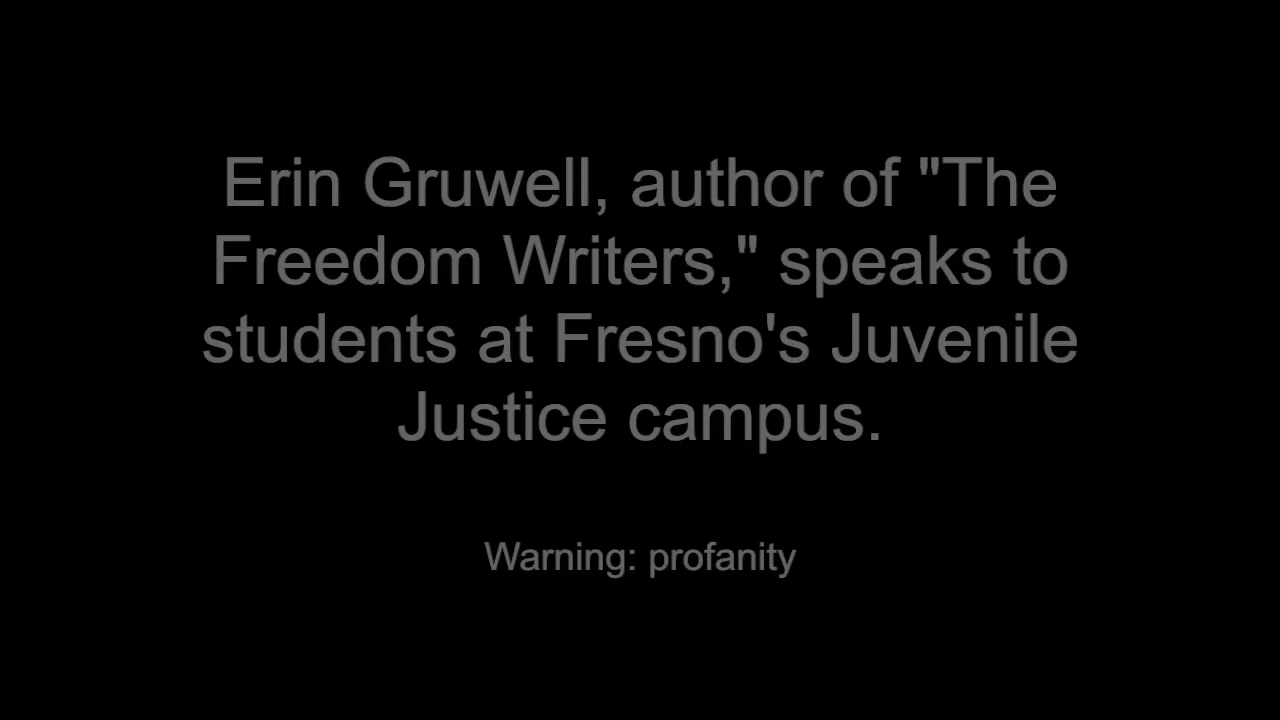 Erin Gruwell, author of "The
Freedom Writers," speaks to
students at Fresno's Juvenile
Justice campus.
Warning: profanity